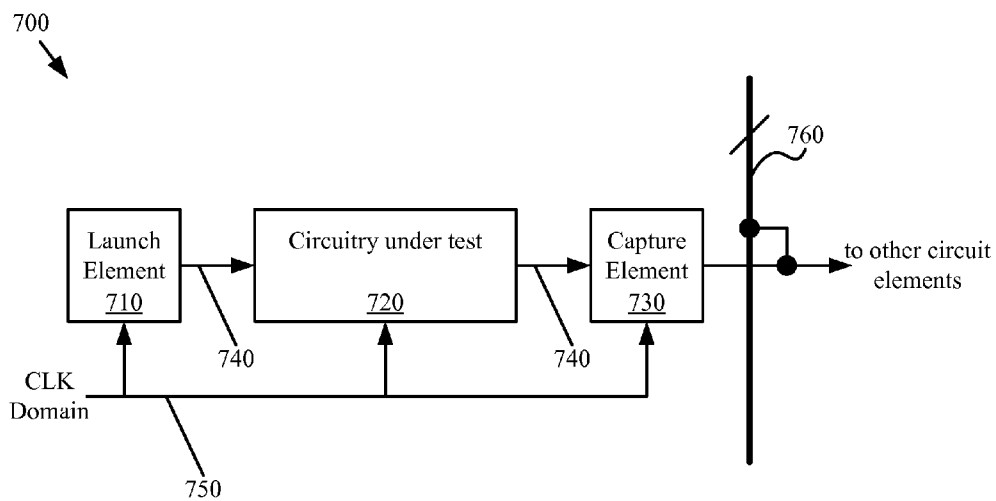 700
760
Launch
Element
710
Circuitry under test
720
Capture
Element
730
to other circuit
elements
740
740
CLK
Domain
750